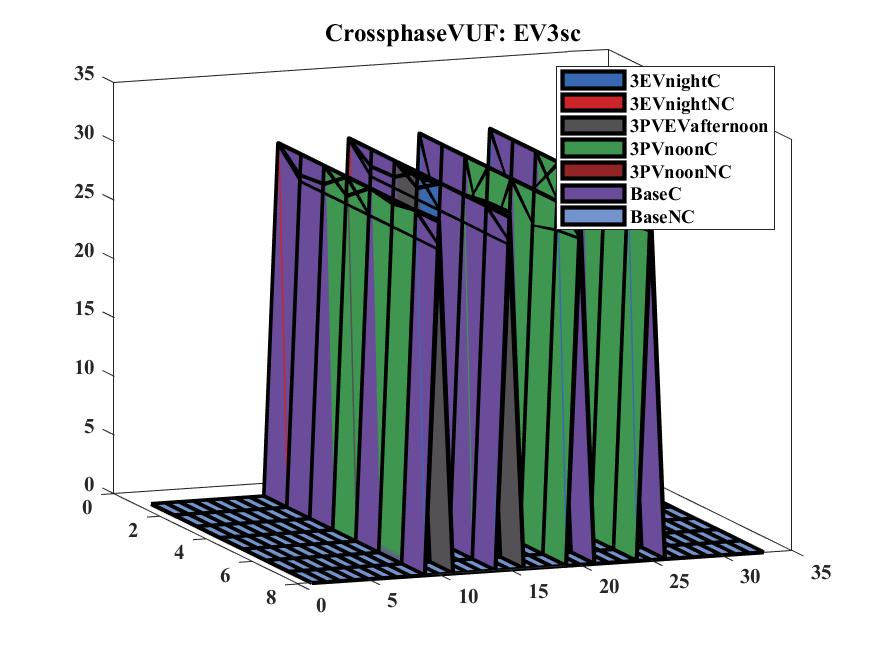 CrossphaseVUF: EV3sc
3EVnightC
3EVnightNC
3PVEVafternoon
3PVnoonC
3PVnoonNC
BaseC
BaseNC
35
30
25
20
15
10
5
0
0
2
4
6
8
0
5
10
15
20
25
30
35